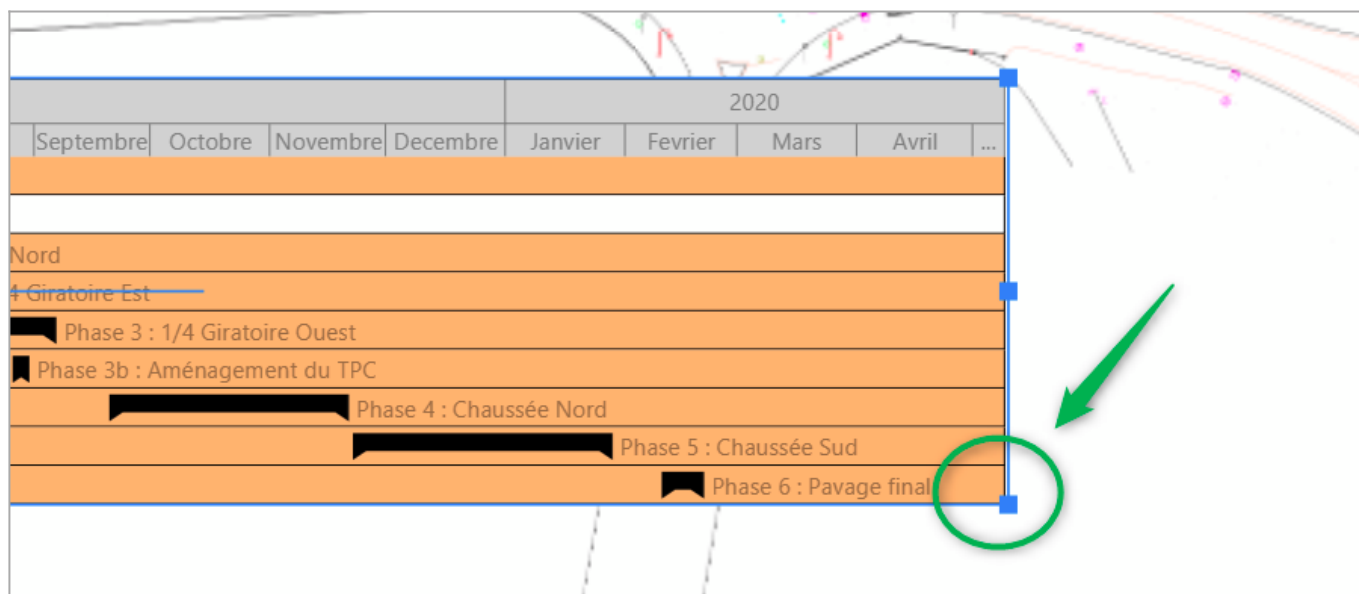 2020
Septembre Octobre Novembre Decembre Janvier Fevrier Mars Avril ...
Nord
4 Giratoire Est
Phase 3 : 1/4 Giratoire Ouest
Phase 3b : Aménagement du TPC
Phase 4 : Chaussée Nord
Phase 5 : Chaussée Sud
Phase 6 : Pavage final